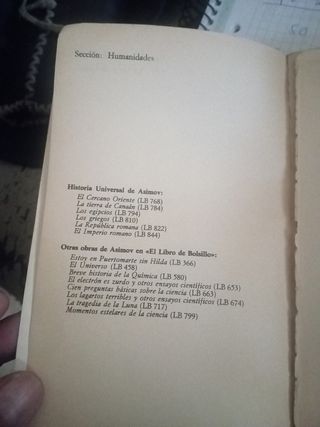 Sección: Humanidades
Historia Universal de Asimov:
El Cercano Oriente (LB 768)
La tierra de Canaán (LB 784)
Los egipcios (LB 794)
Los griegos (LB 810)
La República romana (LB 822)
El Imperio romano (LB 844)
Otras obras de Asimov en «El Libro de Bolsillo»:
Estoy en Puertomarte sin Hilda (LB 366)
El Universo (LB 458)
Breve historia de la Química (LB 580)
El electrón es zurdo y otros ensayos científicos (LB 653)
Cien preguntas básicas sobre la ciencia (LB 663)
Los lagartos terribles y otros ensayos científicos (LB 674)
La tragedia de la Luna (LB 717)
Momentos estelares de la ciencia (LB 799)